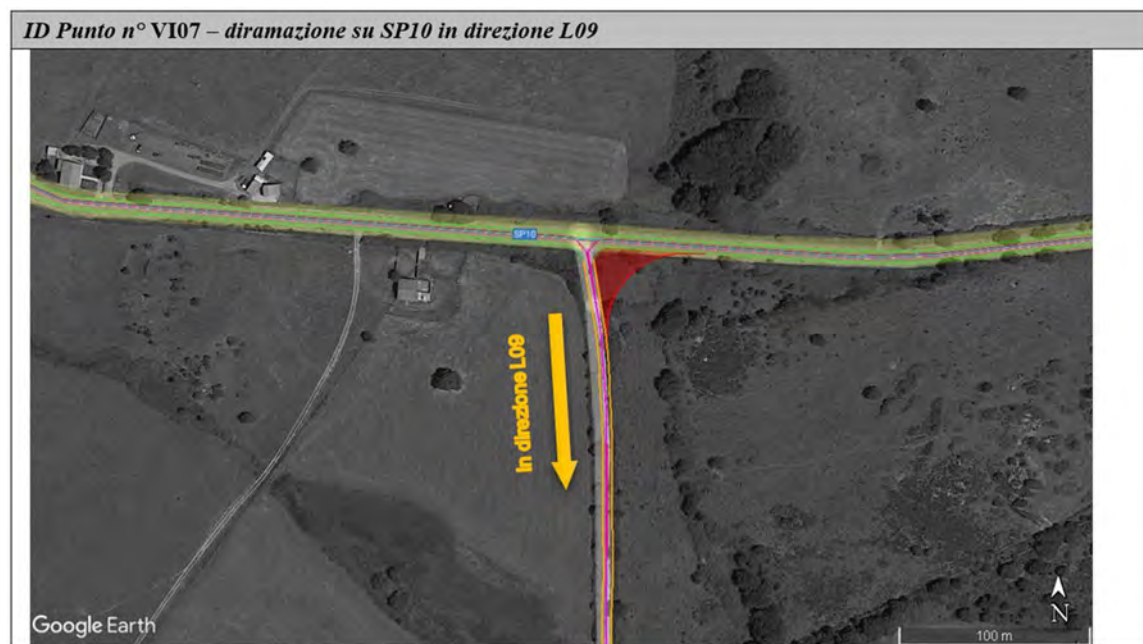 ID Punto n° VI07 – diramazione su SP10 in direzione L09
SP10
In direzione L09
Google Earth
N
100 m